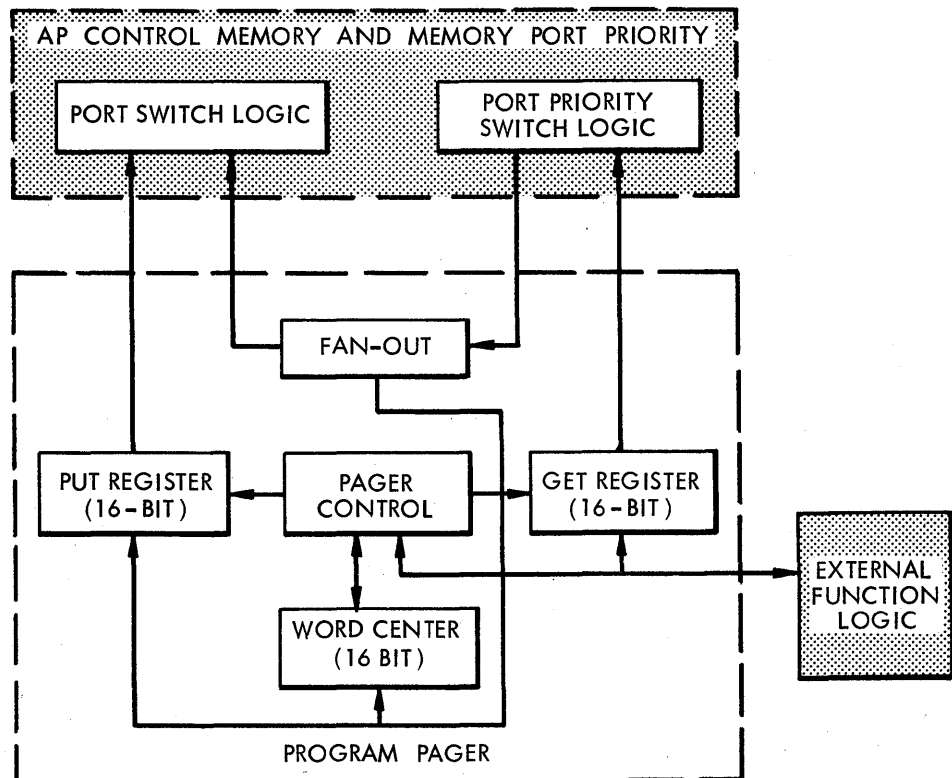 AP CONTROL MEMORY AND MEMORY PORT PRIORITY
PORT SWITCH LOGIC
PORT PRIORITY
SWITCH LOGIC
FAN-OUT
PUT REGISTER
(16-BIT)
PAGER
CONTROL
GET REGISTER
(16-BIT)
EXTERNAL
FUNCTION
LOGIC
WORD CENTER
(16 BIT)
PROGRAM PAGER